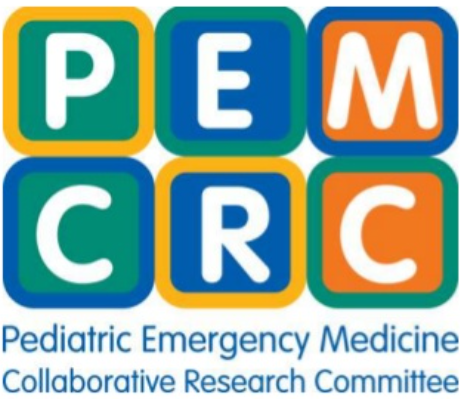 PEM
CRC
Pediatric Emergency Medicine
Collaborative Research Committee